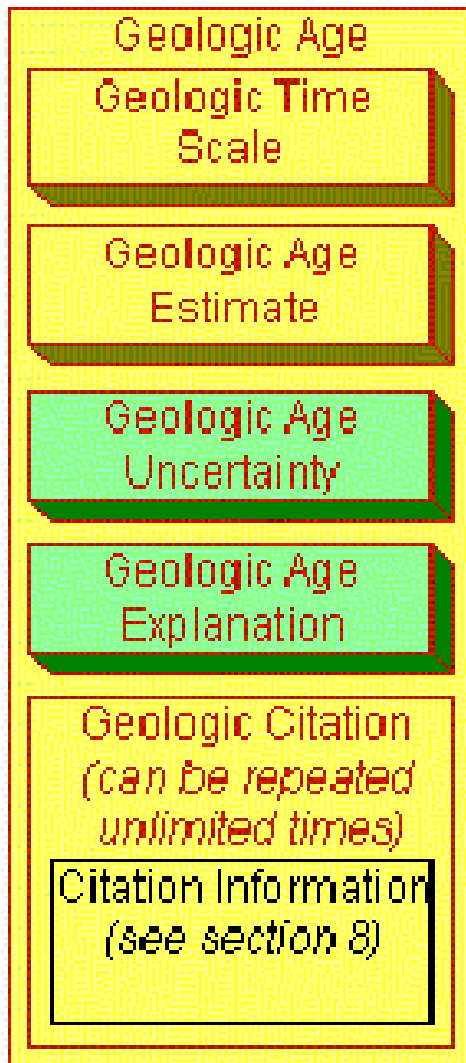 Geologic Age
Geologic Time
Scale
Geologic Age
Estimate
Geologic Age
Uncertainty
Geologic Age
Explanation
Geologic Citation
(can be repeated
unlimited times)
Citation Information
(see section 8)